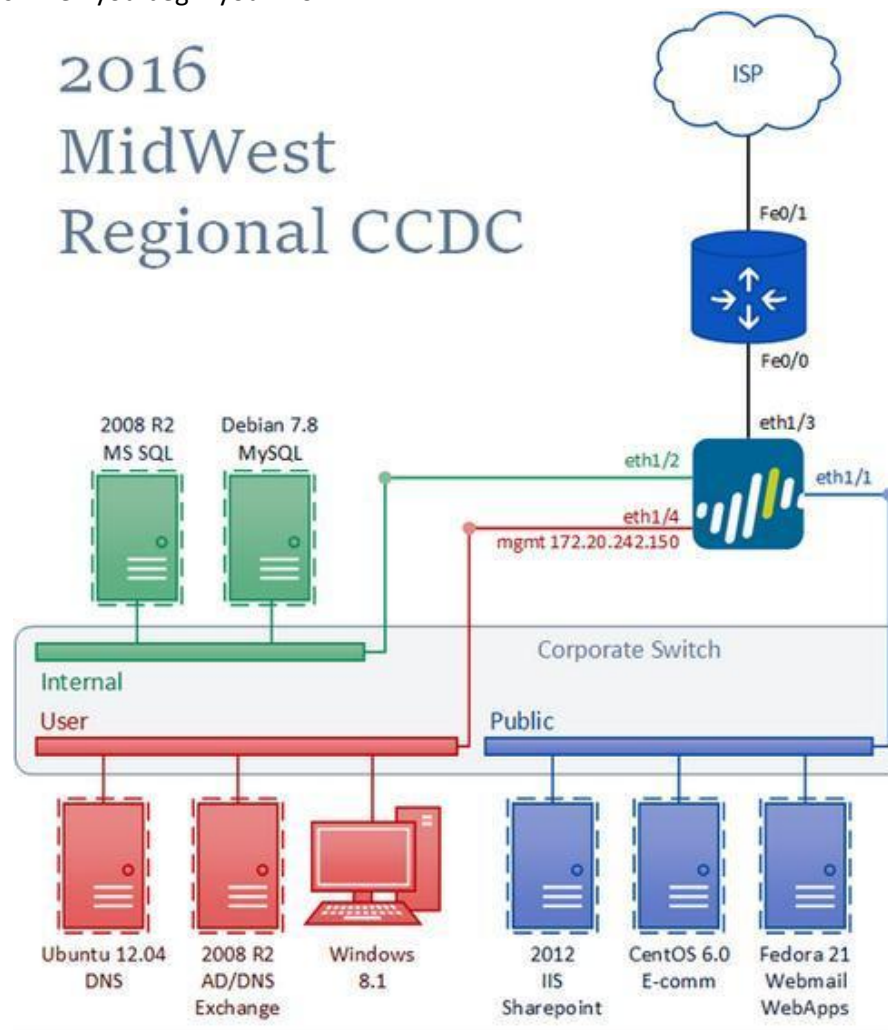 2016
MidWest
Regional CCDC
ISP
Fe0/1
Fe0/0
eth1/3
2008 R2
MS SQL
Debian 7.8
MySQL
eth1/2
eth1/1
eth1/4
mgmt 172.20.242.150
Corporate Switch
Internal
User
Public
Ubuntu 12.04
DNS
2008 R2
AD/DNS
Exchange
Windows
8.1
2012
IIS
Sharepoint
CentOS 6.0
E-comm
Fedora 21
Webmail
WebApps